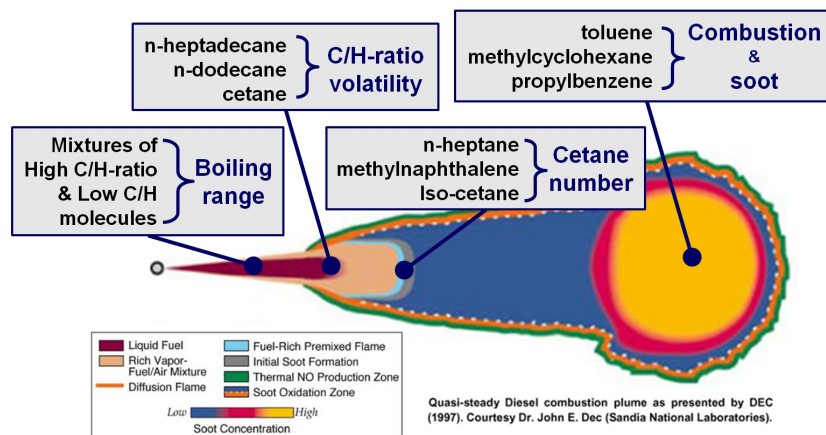 n-heptadecane
n-dodecane
cetane
C/H-ratio
volatility
toluene
methylcyclohexane
propylbenzene
Combustion
&
soot
Mixtures of
High C/H-ratio
& Low C/H
molecules
Boiling
range
n-heptane
methylnaphthalene
Iso-cetane
Cetane
number
Liquid Fuel
Rich Vapor-
Fuel/Air Mixture
Diffusion Flame
Fuel-Rich Premixed Flame
Initial Soot Formation
Thermal NO Production Zone
Soot Oxidation Zone
Low High
Soot Concentration
Quasi-steady Diesel combustion plume as presented by DEC
(1997). Courtesy Dr. John E. Dec (Sandia National Laboratories).